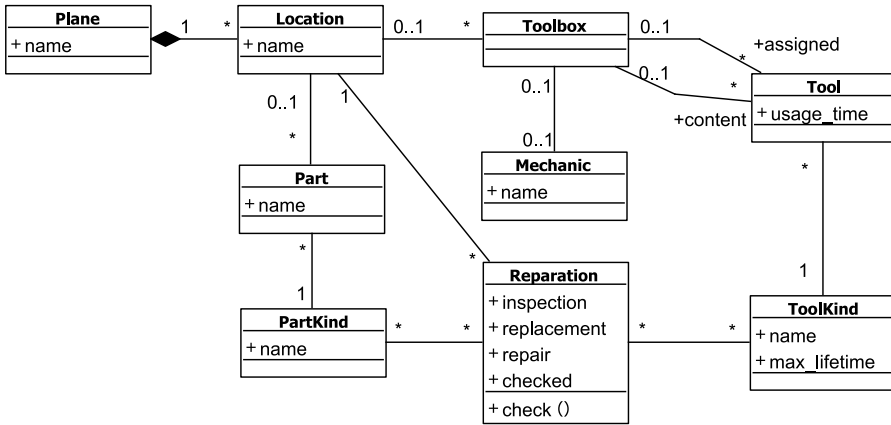 Plane
+ name
1
*
Location
+ name
0..1
*
Toolbox
0..1
*
+assigned
0..1
*
+content
Tool
+ usage_time
0..1
*
1
0..1
0..1
Part
+ name
Mechanic
+ name
*
*
1
*
1
*
Reparation
+ inspection
+ replacement
+ repair
+ checked
+ check ()
PartKind
+ name
*
*
*
*
ToolKind
+ name
+ max_lifetime